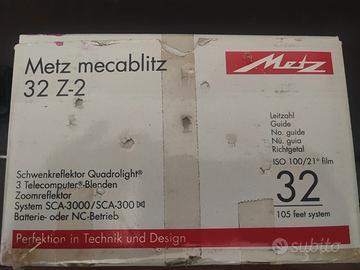 Metz mecablitz
32 Z-2
Metz
Leitzahl
Guide
No. guide
Nú. guia
Richtgetal
ISO 100/21° film
32
105 feet system
Schwenkreflektor Quadrolight®
3 Telecomputer®-Blenden
Zoomreflektor
System SCA-3000/SCA-300
Batterie- oder NC-Betrieb
Perfektion in Technik und Design
subito